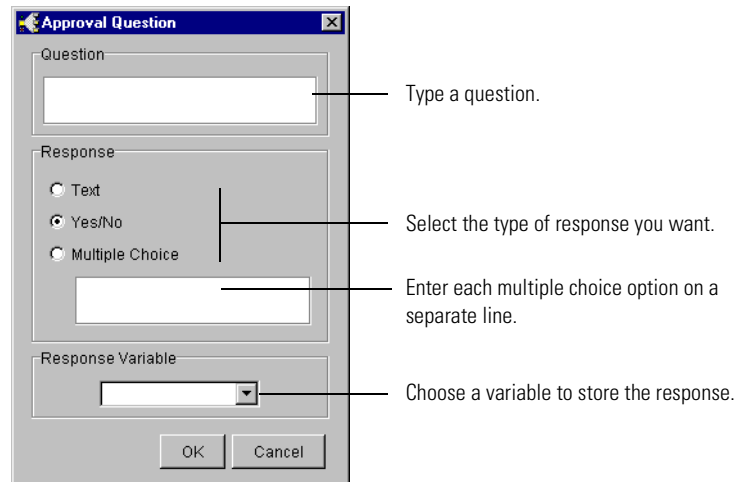 Approval Question
Question
Type a question.
Response
Text
Yes/No
Select the type of response you want.
Multiple Choice
Enter each multiple choice option on a
separate line.
Response Variable
Choose a variable to store the response.
OK
Cancel